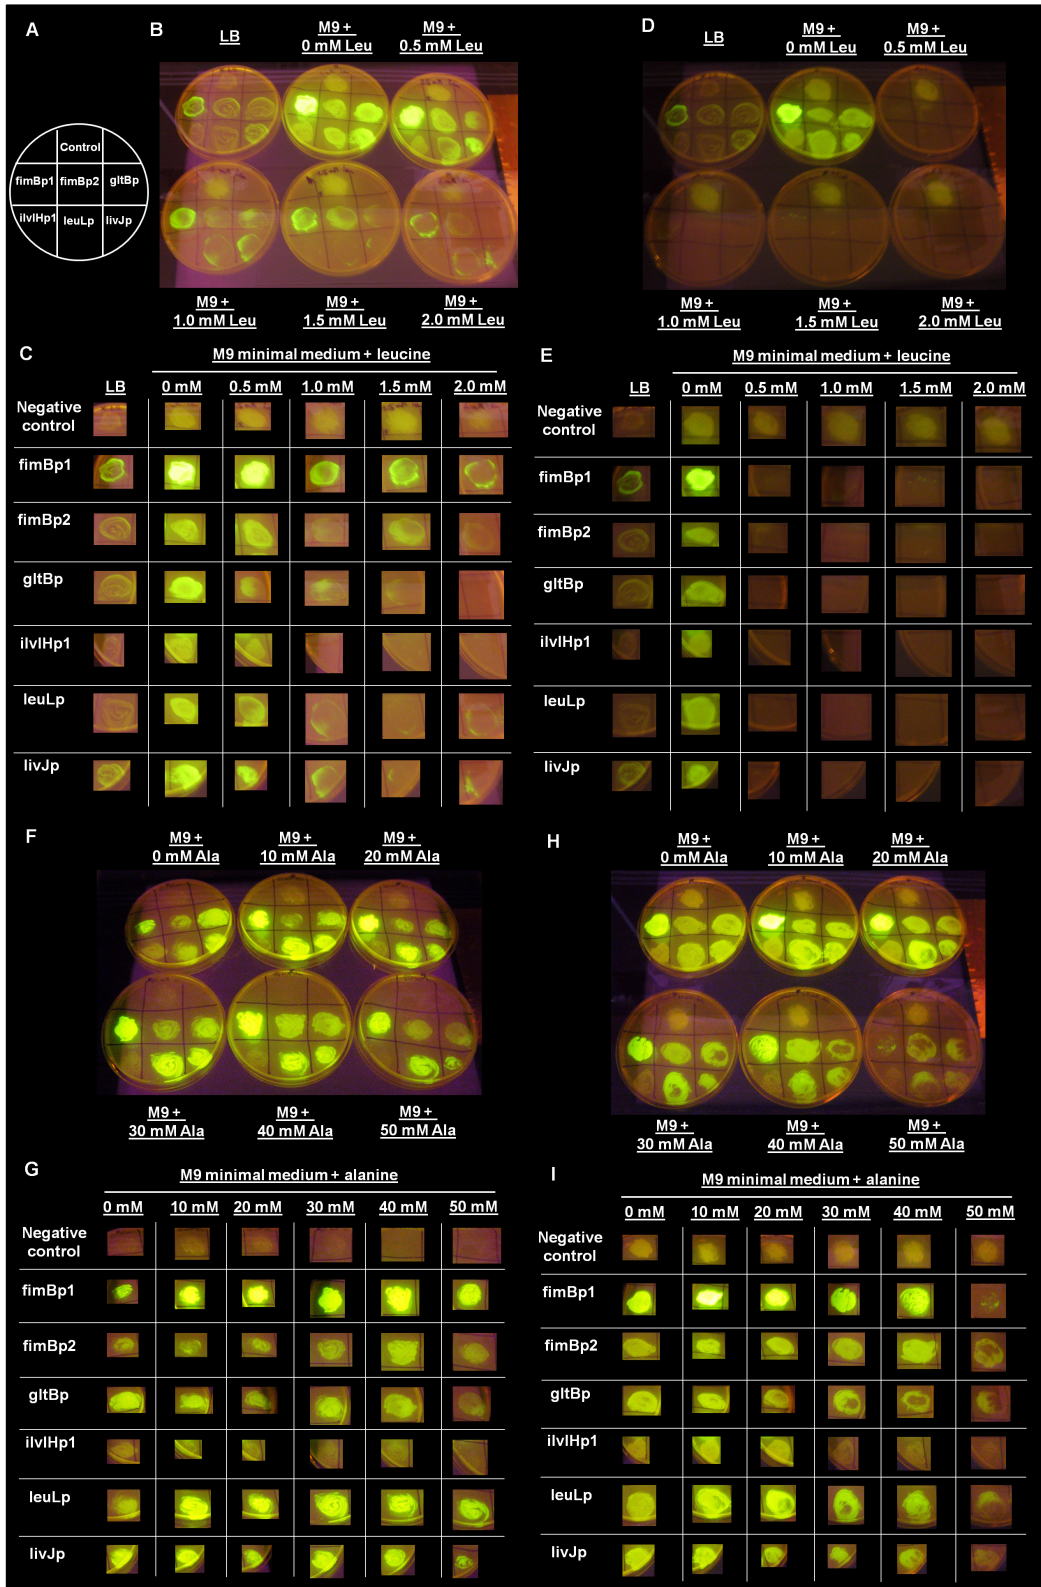 A
Control
fimBp1 fimBp2 gltBp
ilvIHp1 leuLp livJp
B
LB
M9 +
0 mM Leu
M9 +
0.5 mM Leu
M9 +
1.0 mM Leu
M9 +
1.5 mM Leu
M9 +
2.0 mM Leu
D
LB
M9 +
0 mM Leu
M9 +
0.5 mM Leu
M9 +
1.0 mM Leu
M9 +
1.5 mM Leu
M9 +
2.0 mM Leu
C
M9 minimal medium + leucine
LB 0 mM 0.5 mM 1.0 mM 1.5 mM 2.0 mM
Negative
control
fimBp1
fimBp2
gltBp
ilvIHp1
leuLp
livJp
E
M9 minimal medium + leucine
LB 0 mM 0.5 mM 1.0 mM 1.5 mM 2.0 mM
Negative
control
fimBp1
fimBp2
gltBp
ilvIHp1
leuLp
livJp
F
M9 +
0 mM Ala
M9 +
10 mM Ala
M9 +
20 mM Ala
M9 +
30 mM Ala
M9 +
40 mM Ala
M9 +
50 mM Ala
H
M9 +
0 mM Ala
M9 +
10 mM Ala
M9 +
20 mM Ala
M9 +
30 mM Ala
M9 +
40 mM Ala
M9 +
50 mM Ala
G
M9 minimal medium + alanine
0 mM 10 mM 20 mM 30 mM 40 mM 50 mM
Negative
control
fimBp1
fimBp2
gltBp
ilvIHp1
leuLp
livJp
I
M9 minimal medium + alanine
0 mM 10 mM 20 mM 30 mM 40 mM 50 mM
Negative
control
fimBp1
fimBp2
gltBp
ilvIHp1
leuLp
livJp